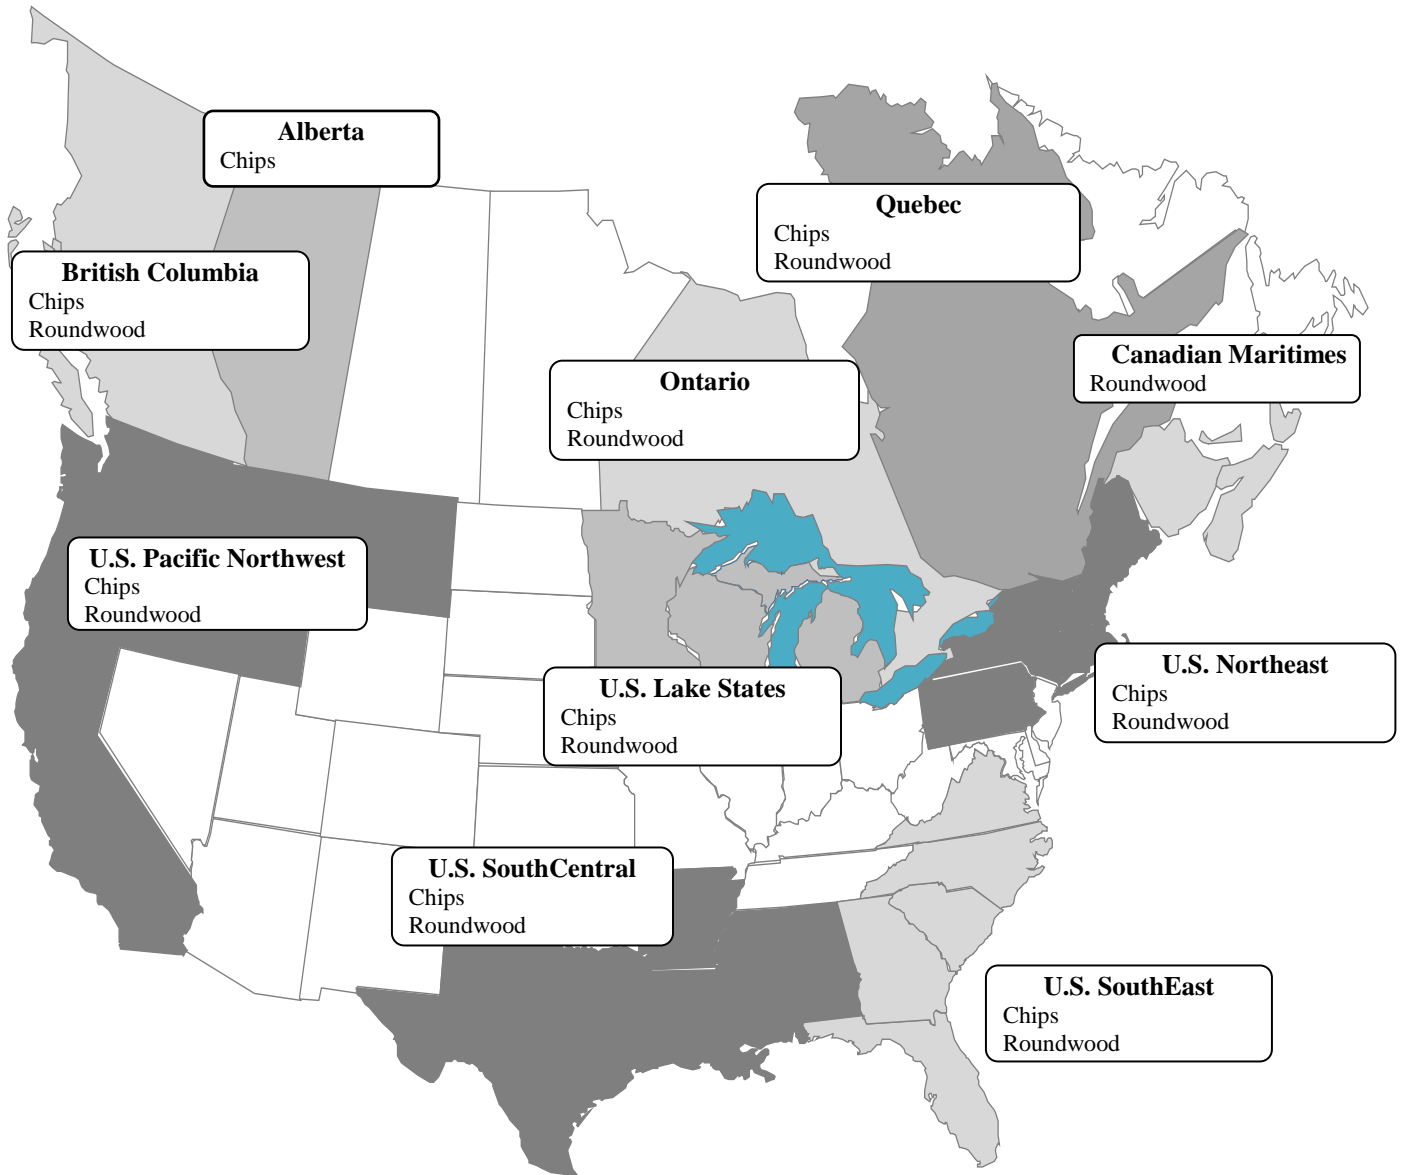 Alberta
Chips
Quebec
Chips
Roundwood
British Columbia
Chips
Roundwood
Canadian Maritimes
Roundwood
Ontario
Chips
Roundwood
U.S. Pacific Northwest
Chips
Roundwood
U.S. Northeast
Chips
Roundwood
U.S. Lake States
Chips
Roundwood
U.S. SouthCentral
Chips
Roundwood
U.S. SouthEast
Chips
Roundwood